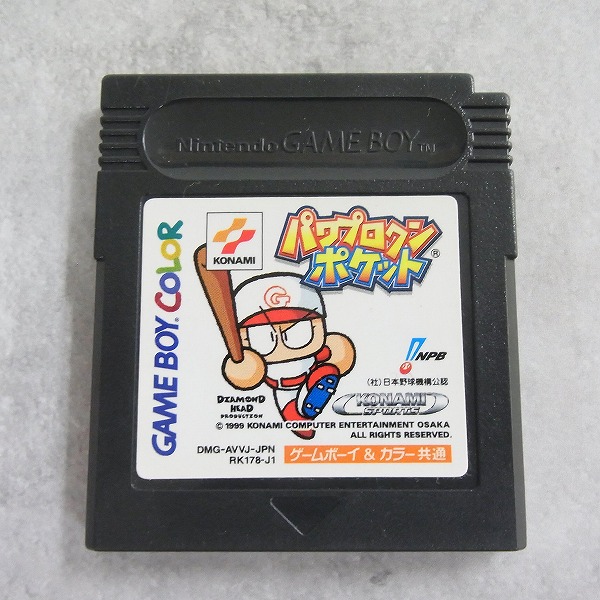 Nintendo GAME BOY TM
GAME BOY COLOR
KONAMI
パワプロクン
ポケット®
G
NPB
(社)日本野球機構公認
DIAMOND
HEAD
PRODUCTION
KONAMI
SPORTS
© 1999 KONAMI COMPUTER ENTERTAINMENT OSAKA
ALL RIGHTS RESERVED.
DMG-AVVJ-JPN
RK178-J1
ゲームボーイ & カラー 共通